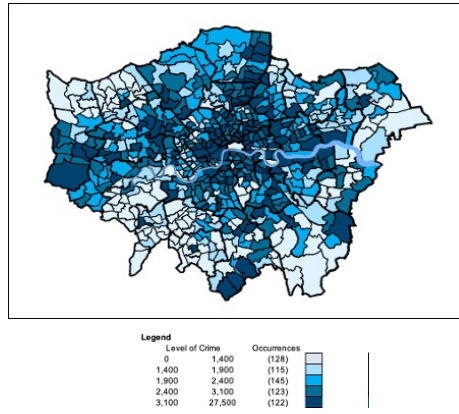 Legend
Level of Crime Occurrences
0 1,400 (128)
1,400 1,900 (115)
1,900 2,400 (145)
2,400 3,100 (123)
3,100 27,500 (122)